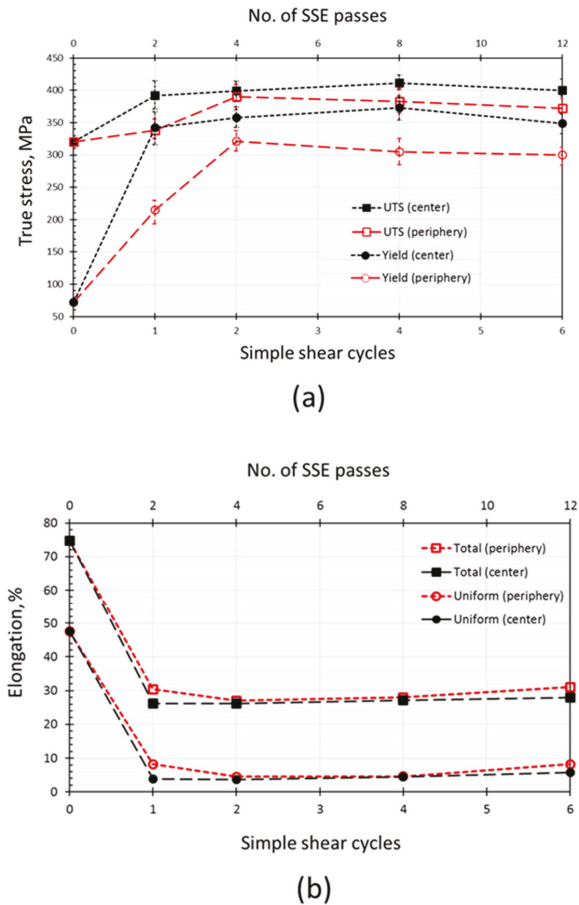 No. of SSE passes
0 2 4 6 8 10 12
450
400
350
300
250
200
150
100
50
True stress, MPa
UTS (center)
UTS (periphery)
Yield (center)
Yield (periphery)
0 1 2 3 4 5 6
Simple shear cycles
(a)
No. of SSE passes
0 2 4 6 8 10 12
80
70
60
50
40
30
20
10
0
Elongation, %
Total (periphery)
Total (center)
Uniform (periphery)
Uniform (center)
0 1 2 3 4 5 6
Simple shear cycles
(b)